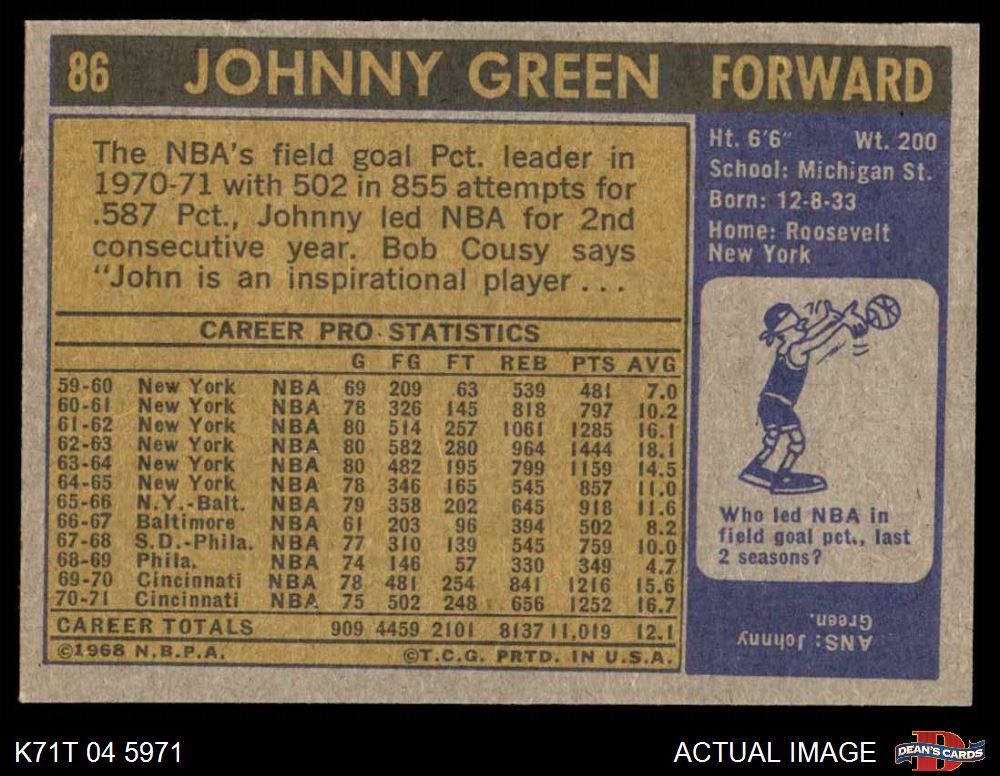 86 JOHNNY GREEN FORWARD
The NBA's field goal Pct. leader in
1970-71 with 502 in 855 attempts for
.587 Pct., Johnny led NBA for 2nd
consecutive year. Bob Cousy says
"John is an inspirational player . . .
CAREER PRO STATISTICS
G FG FT REB PTS AVG
59-60 New York NBA 69 209 63 539 481 7.0
60-61 New York NBA 78 326 145 818 797 10.2
61-62 New York NBA 80 514 257 1061 1285 16.1
62-63 New York NBA 80 582 280 964 1444 18.1
63-64 New York NBA 80 482 195 799 1159 14.5
64-65 New York NBA 78 346 165 545 857 11.0
65-66 N.Y.-Balt. NBA 79 358 202 645 918 11.6
66-67 Baltimore NBA 61 203 96 394 502 8.2
67-68 S.D.-Phila. NBA 77 310 139 545 759 10.0
68-69 Phila. NBA 74 146 57 330 349 4.7
69-70 Cincinnati NBA 78 481 254 841 1216 15.6
70-71 Cincinnati NBA 75 502 248 656 1252 16.7
CAREER TOTALS 909 4459 2101 8137 11,019 12.1
©1968 N.B.P.A. ©T.C.G. PRTD. IN U.S.A.
Ht. 6'6" Wt. 200
School: Michigan St.
Born: 12-8-33
Home: Roosevelt
New York
Who led NBA in
field goal pct., last
2 seasons?
ANS: Johnny
Green.
K71T 04 5971 ACTUAL IMAGE DEAN'S CARDS